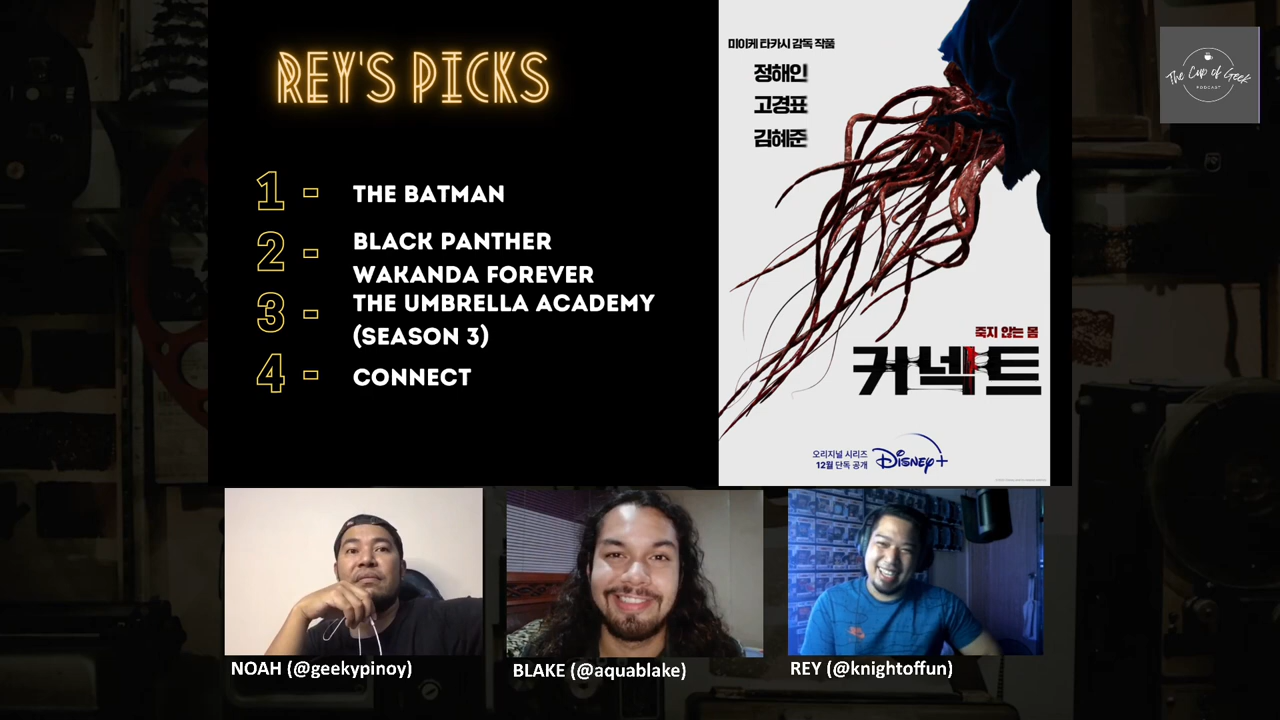 REY'S PICKS
1 - THE BATMAN
2 - BLACK PANTHER
WAKANDA FOREVER
3 - THE UMBRELLA ACADEMY
(SEASON 3)
4 - CONNECT
미이케 타카시 감독 작품
정해인
고경표
김혜준
죽지 않는 몸
커넥트
오리지널 시리즈
12월 단독 공개
Disney+
The Cup of Geek
PODCAST
NOAH (@geekypinoy)
BLAKE (@aquablake)
REY (@knightoffun)